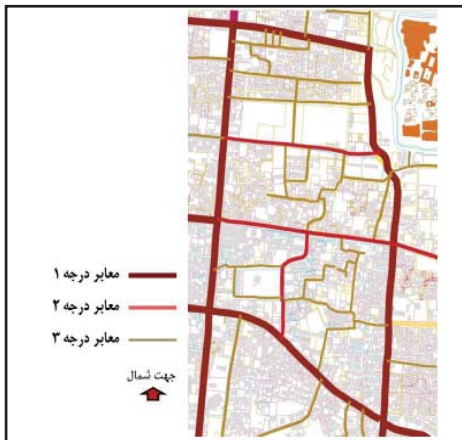 معابر درجه ۱
معابر درجه ۲
معابر درجه ۳
جهت شمال